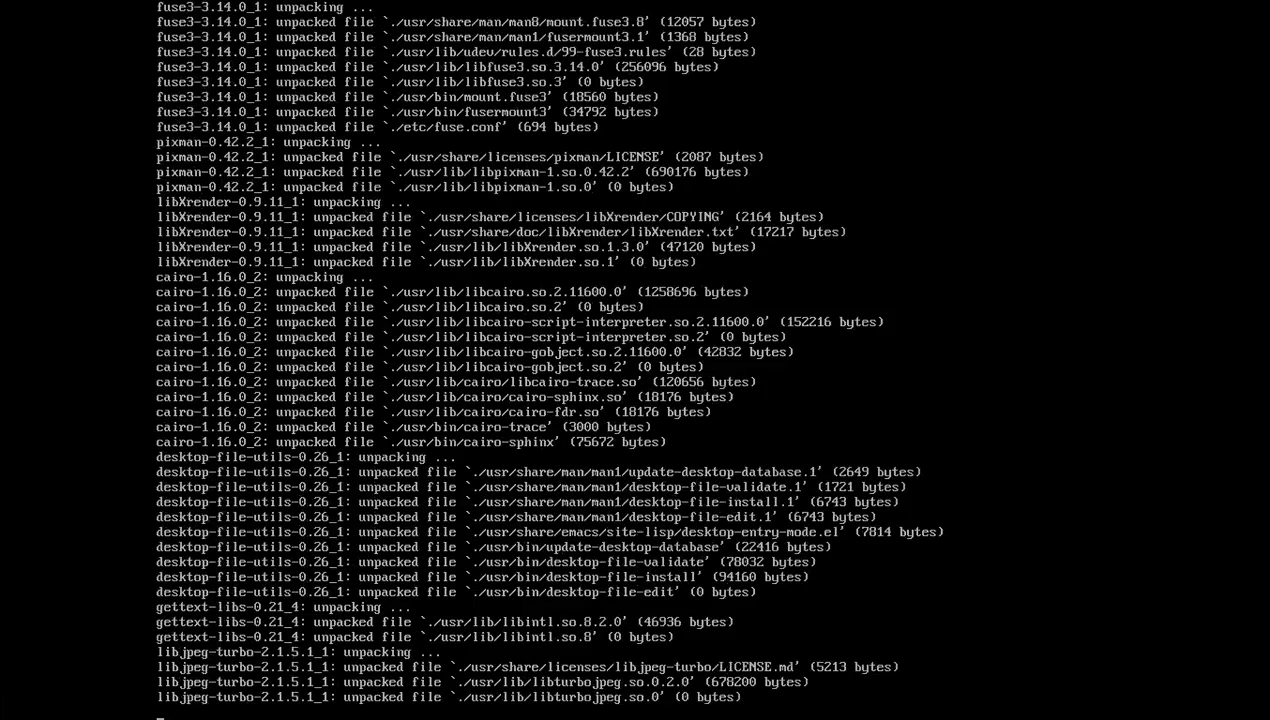 fuse3-3.14.0_1: unpacking ...
fuse3-3.14.0_1: unpacked file `./usr/share/man/man8/mount.fuse3.8' (12057 bytes)
fuse3-3.14.0_1: unpacked file `./usr/share/man/man1/fusermount3.1' (1368 bytes)
fuse3-3.14.0_1: unpacked file `./usr/lib/udev/rules.d/99-fuse3.rules' (28 bytes)
fuse3-3.14.0_1: unpacked file `./usr/lib/libfuse3.so.3.14.0' (256096 bytes)
fuse3-3.14.0_1: unpacked file `./usr/lib/libfuse3.so.3' (0 bytes)
fuse3-3.14.0_1: unpacked file `./usr/bin/mount.fuse3' (18560 bytes)
fuse3-3.14.0_1: unpacked file `./usr/bin/fusermount3' (34792 bytes)
fuse3-3.14.0_1: unpacked file `./etc/fuse.conf' (694 bytes)
pixman-0.42.2_1: unpacking ...
pixman-0.42.2_1: unpacked file `./usr/share/licenses/pixman/LICENSE' (2087 bytes)
pixman-0.42.2_1: unpacked file `./usr/lib/libpixman-1.so.0.42.2' (690176 bytes)
pixman-0.42.2_1: unpacked file `./usr/lib/libpixman-1.so.0' (0 bytes)
libXrender-0.9.11_1: unpacking ...
libXrender-0.9.11_1: unpacked file `./usr/share/licenses/libXrender/COPYING' (2164 bytes)
libXrender-0.9.11_1: unpacked file `./usr/share/doc/libXrender/libXrender.txt' (17217 bytes)
libXrender-0.9.11_1: unpacked file `./usr/lib/libXrender.so.1.3.0' (47120 bytes)
libXrender-0.9.11_1: unpacked file `./usr/lib/libXrender.so.1' (0 bytes)
cairo-1.16.0_2: unpacking ...
cairo-1.16.0_2: unpacked file `./usr/lib/libcairo.so.2.11600.0' (1258696 bytes)
cairo-1.16.0_2: unpacked file `./usr/lib/libcairo.so.2' (0 bytes)
cairo-1.16.0_2: unpacked file `./usr/lib/libcairo-script-interpreter.so.2.11600.0' (152216 bytes)
cairo-1.16.0_2: unpacked file `./usr/lib/libcairo-script-interpreter.so.2' (0 bytes)
cairo-1.16.0_2: unpacked file `./usr/lib/libcairo-gobject.so.2.11600.0' (42832 bytes)
cairo-1.16.0_2: unpacked file `./usr/lib/libcairo-gobject.so.2' (0 bytes)
cairo-1.16.0_2: unpacked file `./usr/lib/cairo/libcairo-trace.so' (120656 bytes)
cairo-1.16.0_2: unpacked file `./usr/lib/cairo/cairo-sphinx.so' (18176 bytes)
cairo-1.16.0_2: unpacked file `./usr/lib/cairo/cairo-fdr.so' (18176 bytes)
cairo-1.16.0_2: unpacked file `./usr/bin/cairo-trace' (3000 bytes)
cairo-1.16.0_2: unpacked file `./usr/bin/cairo-sphinx' (75672 bytes)
desktop-file-utils-0.26_1: unpacking ...
desktop-file-utils-0.26_1: unpacked file `./usr/share/man/man1/update-desktop-database.1' (2649 bytes)
desktop-file-utils-0.26_1: unpacked file `./usr/share/man/man1/desktop-file-validate.1' (1721 bytes)
desktop-file-utils-0.26_1: unpacked file `./usr/share/man/man1/desktop-file-install.1' (6743 bytes)
desktop-file-utils-0.26_1: unpacked file `./usr/share/man/man1/desktop-file-edit.1' (6743 bytes)
desktop-file-utils-0.26_1: unpacked file `./usr/share/emacs/site-lisp/desktop-entry-mode.el' (7814 bytes)
desktop-file-utils-0.26_1: unpacked file `./usr/bin/update-desktop-database' (22416 bytes)
desktop-file-utils-0.26_1: unpacked file `./usr/bin/desktop-file-validate' (78032 bytes)
desktop-file-utils-0.26_1: unpacked file `./usr/bin/desktop-file-install' (94160 bytes)
desktop-file-utils-0.26_1: unpacked file `./usr/bin/desktop-file-edit' (0 bytes)
gettext-libs-0.21_4: unpacking ...
gettext-libs-0.21_4: unpacked file `./usr/lib/libintl.so.8.2.0' (46936 bytes)
gettext-libs-0.21_4: unpacked file `./usr/lib/libintl.so.8' (0 bytes)
libjpeg-turbo-2.1.5.1_1: unpacking ...
libjpeg-turbo-2.1.5.1_1: unpacked file `./usr/share/licenses/libjpeg-turbo/LICENSE.md' (5213 bytes)
libjpeg-turbo-2.1.5.1_1: unpacked file `./usr/lib/libturbojpeg.so.0.2.0' (678200 bytes)
libjpeg-turbo-2.1.5.1_1: unpacked file `./usr/lib/libturbojpeg.so.0' (0 bytes)